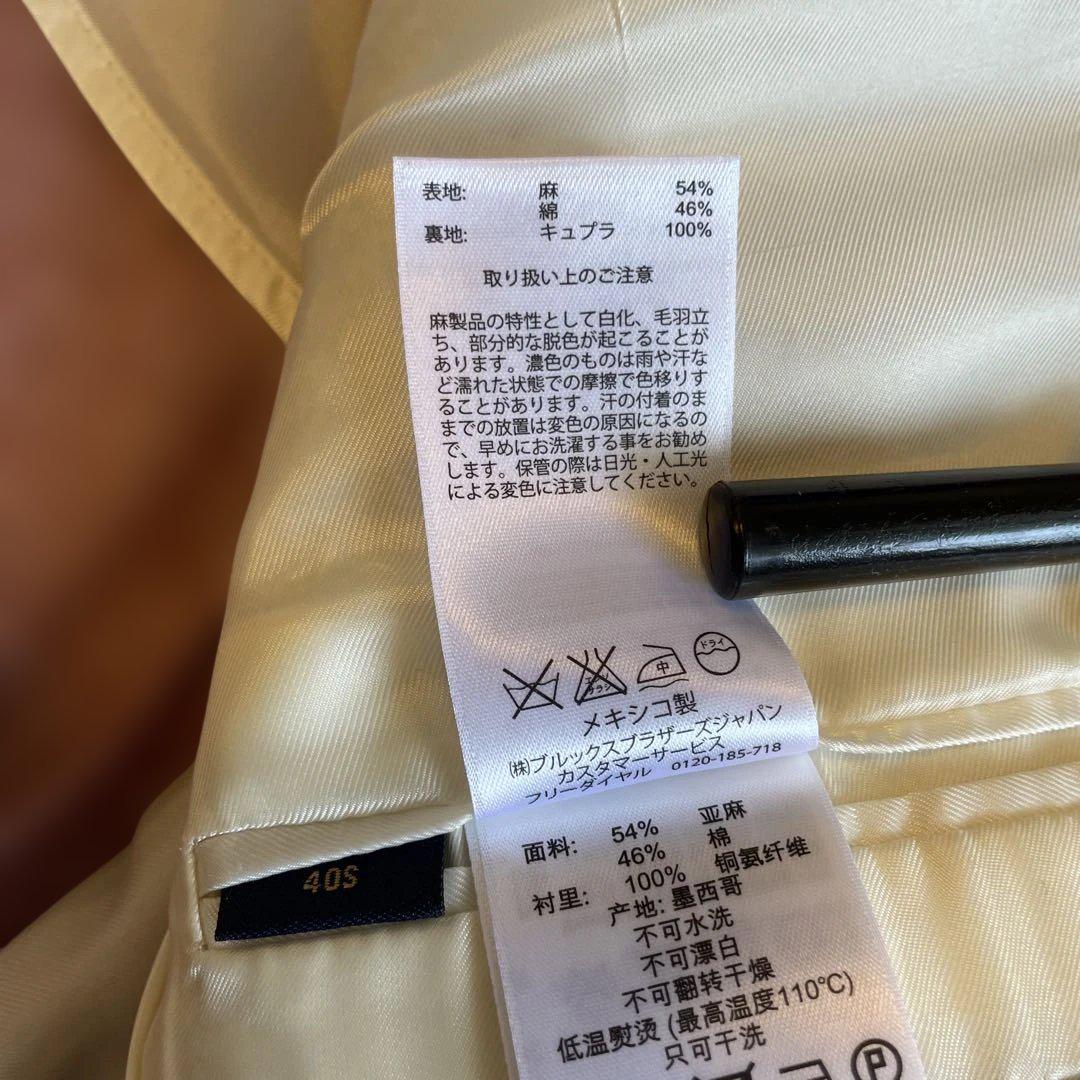 表地: 麻 54%
綿 46%
裏地: キュプラ 100%
取り扱い上のご注意
麻製品の特性として白化、毛羽立
ち、部分的な脱色が起こることが
あります。濃色のものは雨や汗な
ど濡れた状態での摩擦で色移りす
ることがあります。汗の付着のま
までの放置は変色の原因になるの
で、早めにお洗濯する事をお勧め
します。保管の際は日光・人工光
による変色に注意してください。
中
ドライ
メキシコ製
(株)ブルックスブラザーズジャパン
カスタマーサービス
フリーダイヤル 0120-185-718
面料: 54% 亚麻
46% 棉
衬里: 100% 铜氨纤维
产地: 墨西哥
不可水洗
不可漂白
不可翻转干燥
低温熨烫 (最高温度110°C)
只可干洗
P
40S